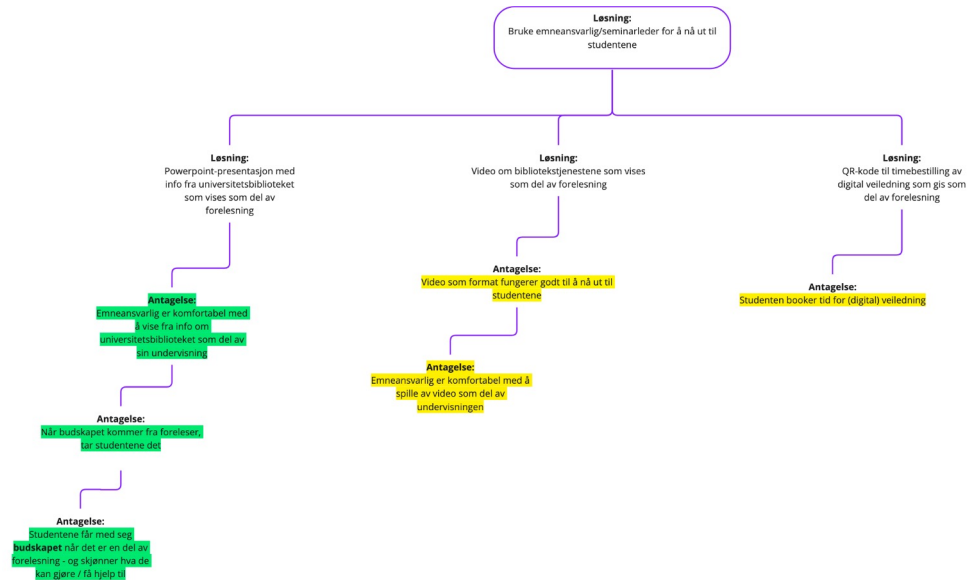 Løsning:
Bruke emneansvarlig/seminarleder for å nå ut til
studentene
Løsning:
Powerpoint-presentasjon med
info fra universitetsbiblioteket
som vises som del av
forelesning
Løsning:
Video om bibliotekstjenestene som vises
som del av forelesning
Løsning:
QR-kode til timebestilling av
digital veiledning som gis som
del av forelesning
Antagelse:
Emneansvarlig er komfortabel med
å vise fra info om
universitetsbiblioteket som del av
sin undervisning
Antagelse:
Video som format fungerer godt til å nå ut til
studentene
Antagelse:
Studenten booker tid for (digital) veiledning
Antagelse:
Når budskapet kommer fra foreleser,
tar studentene det
Antagelse:
Emneansvarlig er komfortabel med å
spille av video som del av
undervisningen
Antagelse:
Studentene får med seg
budskapet når det er en del av
forelesning - og skjønner hva de
kan gjøre / få hjelp til